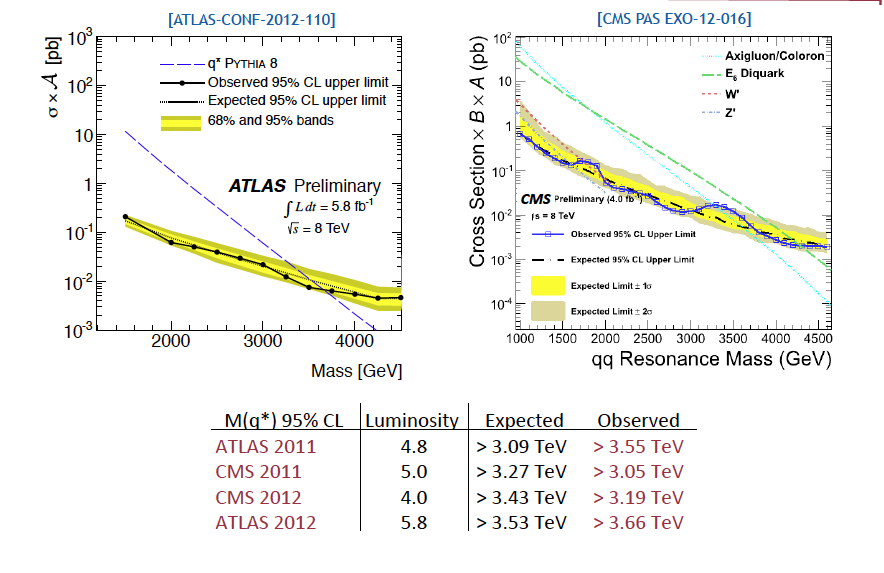 [ATLAS-CONF-2012-110]
σ × A [pb]
10³
10²
10
1
10⁻¹
10⁻²
10⁻³
q* PYTHIA 8
Observed 95% CL upper limit
Expected 95% CL upper limit
68% and 95% bands
ATLAS Preliminary
∫ L dt = 5.8 fb⁻¹
√s = 8 TeV
2000 3000 4000
Mass [GeV]
[CMS PAS EXO-12-016]
Cross Section × B × A (pb)
10²
10
1
10⁻¹
10⁻²
10⁻³
10⁻⁴
Axigluon/Coloron
E₆ Diquark
W'
Z'
CMS Preliminary (4.0 fb⁻¹)
√s = 8 TeV
Observed 95% CL Upper Limit
Expected 95% CL Upper Limit
Expected Limit ± 1σ
Expected Limit ± 2σ
1000 1500 2000 2500 3000 3500 4000 4500
qq Resonance Mass (GeV)
M(q*) 95% CL Luminosity Expected Observed
ATLAS 2011 4.8 > 3.09 TeV > 3.55 TeV
CMS 2011 5.0 > 3.27 TeV > 3.05 TeV
CMS 2012 4.0 > 3.43 TeV > 3.19 TeV
ATLAS 2012 5.8 > 3.53 TeV > 3.66 TeV